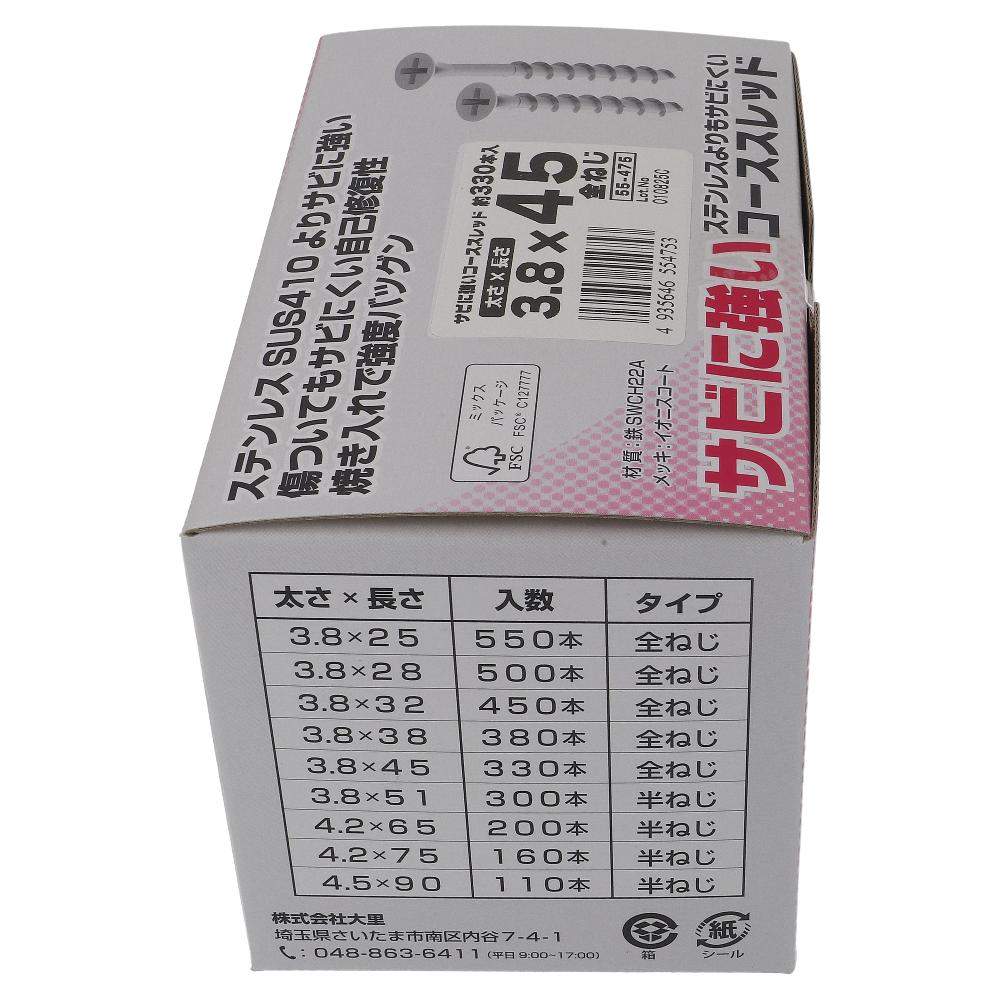 ステンレスSUS410よりサビに強い
傷ついてもサビにくい自己修復性
焼き入れで強度バツグン
サビに強いコーススレッド 約330本入
太さ×長さ
3.8×45
全ねじ
55-475
Lot.No
0108250
4 935646 554753
ミックス
パッケージ
FSC® C127777
FSC
材質:鉄SWCH22A
メッキ:イオニスコート
ステンレスよりもサビにくい
サビに強いコーススレッド
太さ×長さ 入数 タイプ
3.8×25 550本 全ねじ
3.8×28 500本 全ねじ
3.8×32 450本 全ねじ
3.8×38 380本 全ねじ
3.8×45 330本 全ねじ
3.8×51 300本 半ねじ
4.2×65 200本 半ねじ
4.2×75 160本 半ねじ
4.5×90 110本 半ねじ
株式会社大里
埼玉県さいたま市南区内谷7-4-1
:048-863-6411(平日9:00~17:00)
箱
紙
シール